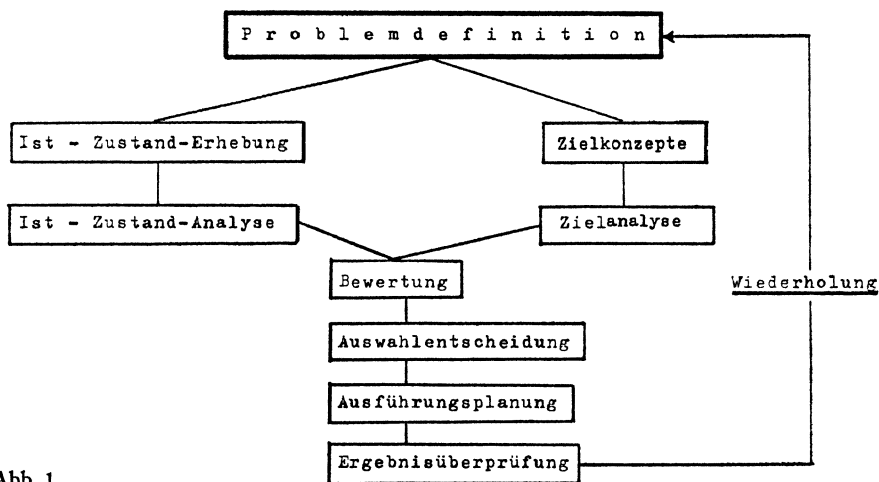 P r o b l e m d e f i n i t i o n
Ist - Zustand-Erhebung
Zielkonzepte
Ist - Zustand-Analyse
Zielanalyse
Bewertung
Wiederholung
Auswahlentscheidung
Ausführungsplanung
Ergebnisüberprüfung
Abb. 1